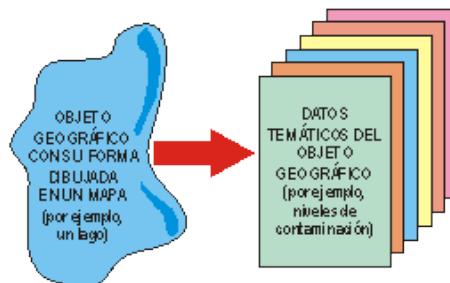 OBJETO
GEOGRÁFICO
CON SU FORMA
DIBUJADA
EN UN MAPA
(por ejemplo,
un lago)
DATOS
TEMÁTICOS DEL
OBJETO
GEOGRÁFICO
(por ejemplo,
niveles de
contaminación)